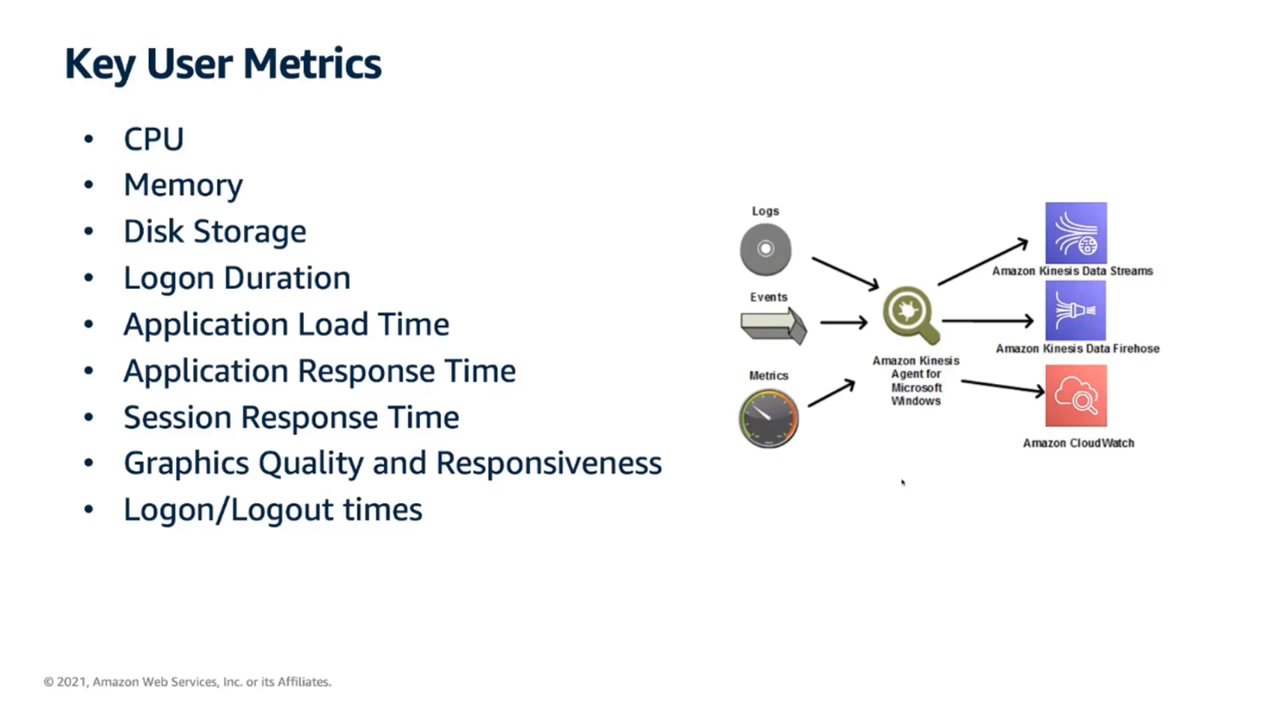 Key User Metrics
• CPU
• Memory
• Disk Storage
• Logon Duration
• Application Load Time
• Application Response Time
• Session Response Time
• Graphics Quality and Responsiveness
• Logon/Logout times
Logs
Events
Metrics
Amazon Kinesis
Agent for
Microsoft
Windows
Amazon Kinesis Data Streams
Amazon Kinesis Data Firehose
Amazon CloudWatch
© 2021, Amazon Web Services, Inc. or its Affiliates.